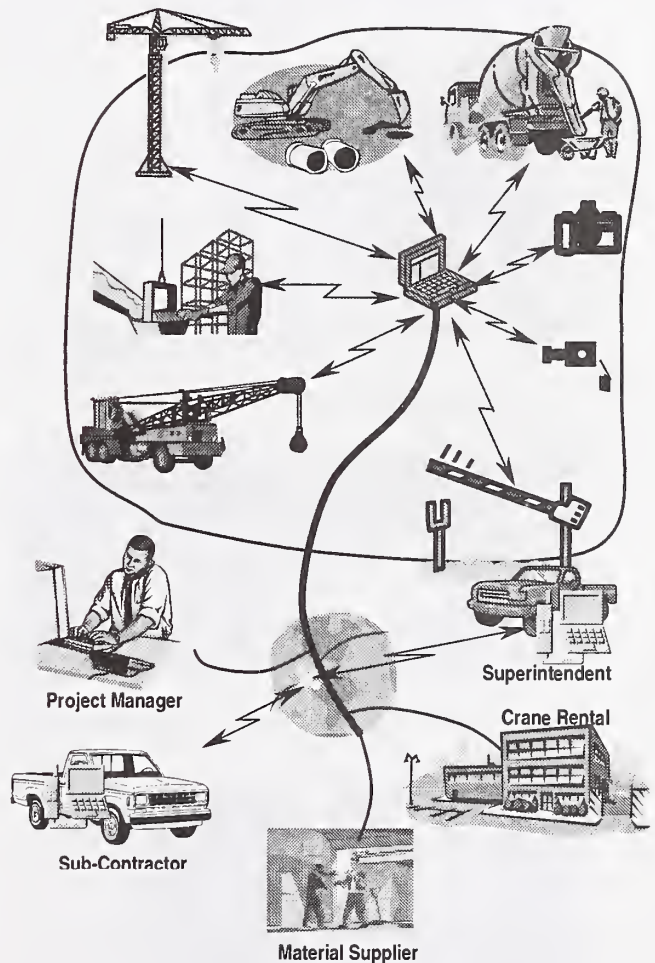 Superintendent
Project Manager
Crane Rental
Sub-Contractor
Material Supplier